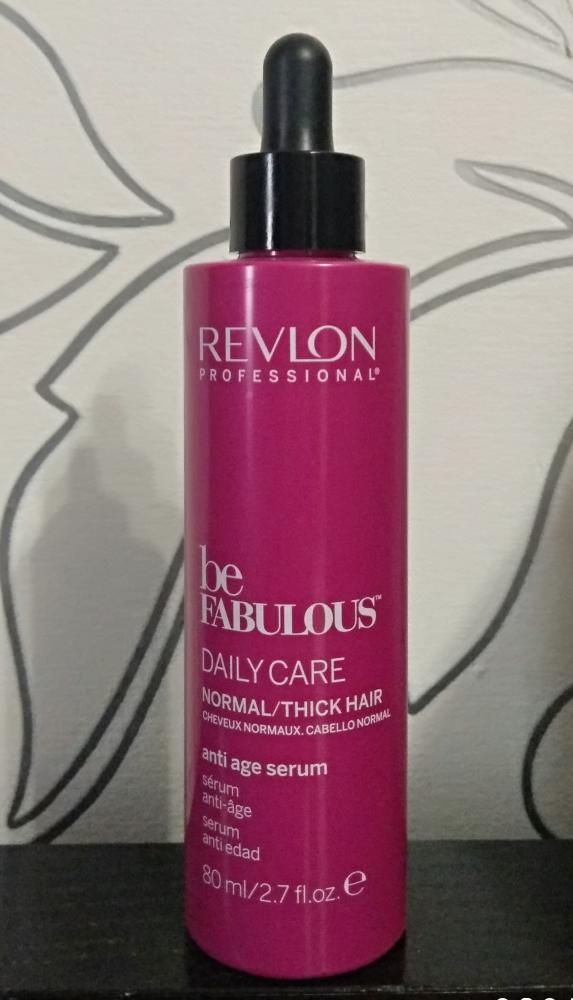 REVLON
PROFESSIONAL®
be
FABULOUS™
DAILY CARE
NORMAL/THICK HAIR
CHEVEUX NORMAUX. CABELLO NORMAL
anti age serum
sérum
anti-âge
serum
anti edad
80 ml/2.7 fl.oz. ℮